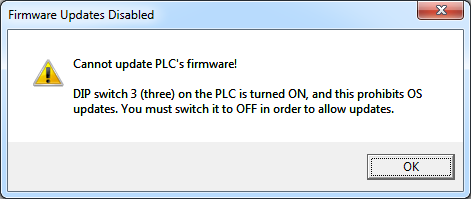 Firmware Updates Disabled
Cannot update PLC's firmware!
DIP switch 3 (three) on the PLC is turned ON, and this prohibits OS
updates. You must switch it to OFF in order to allow updates.
OK